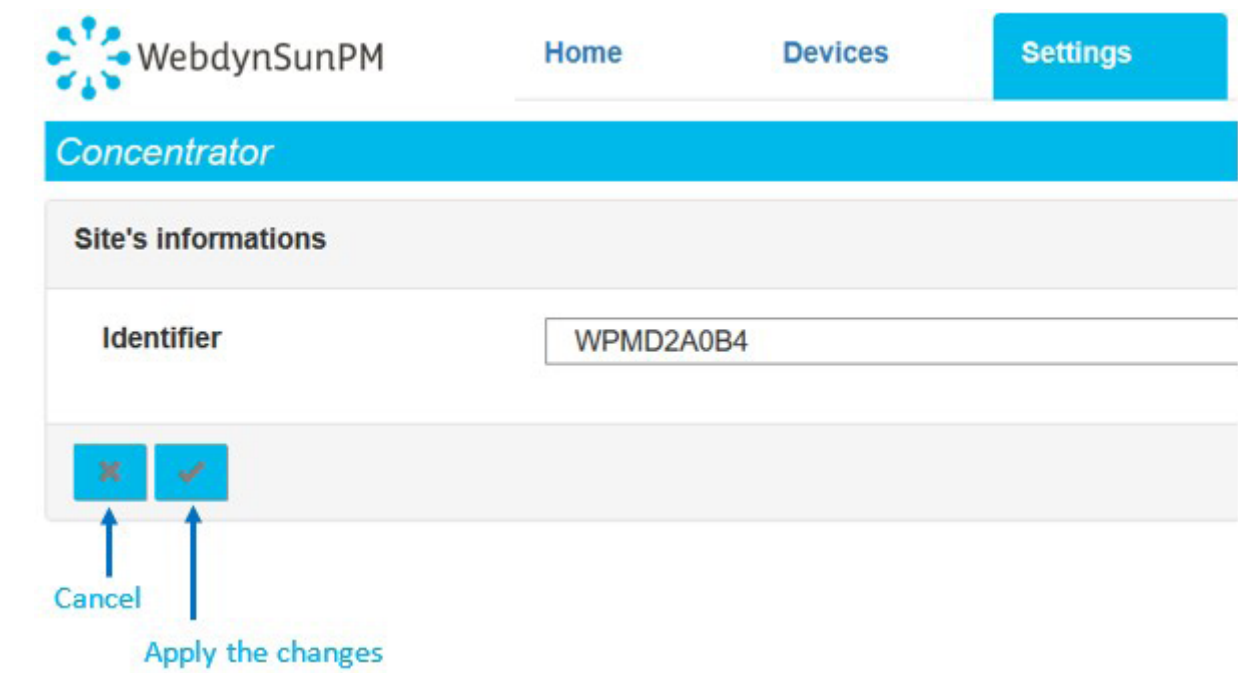 WebdynSunPM Home Devices Settings
Concentrator
Site's informations
Identifier WPMD2A0B4
Cancel
Apply the changes